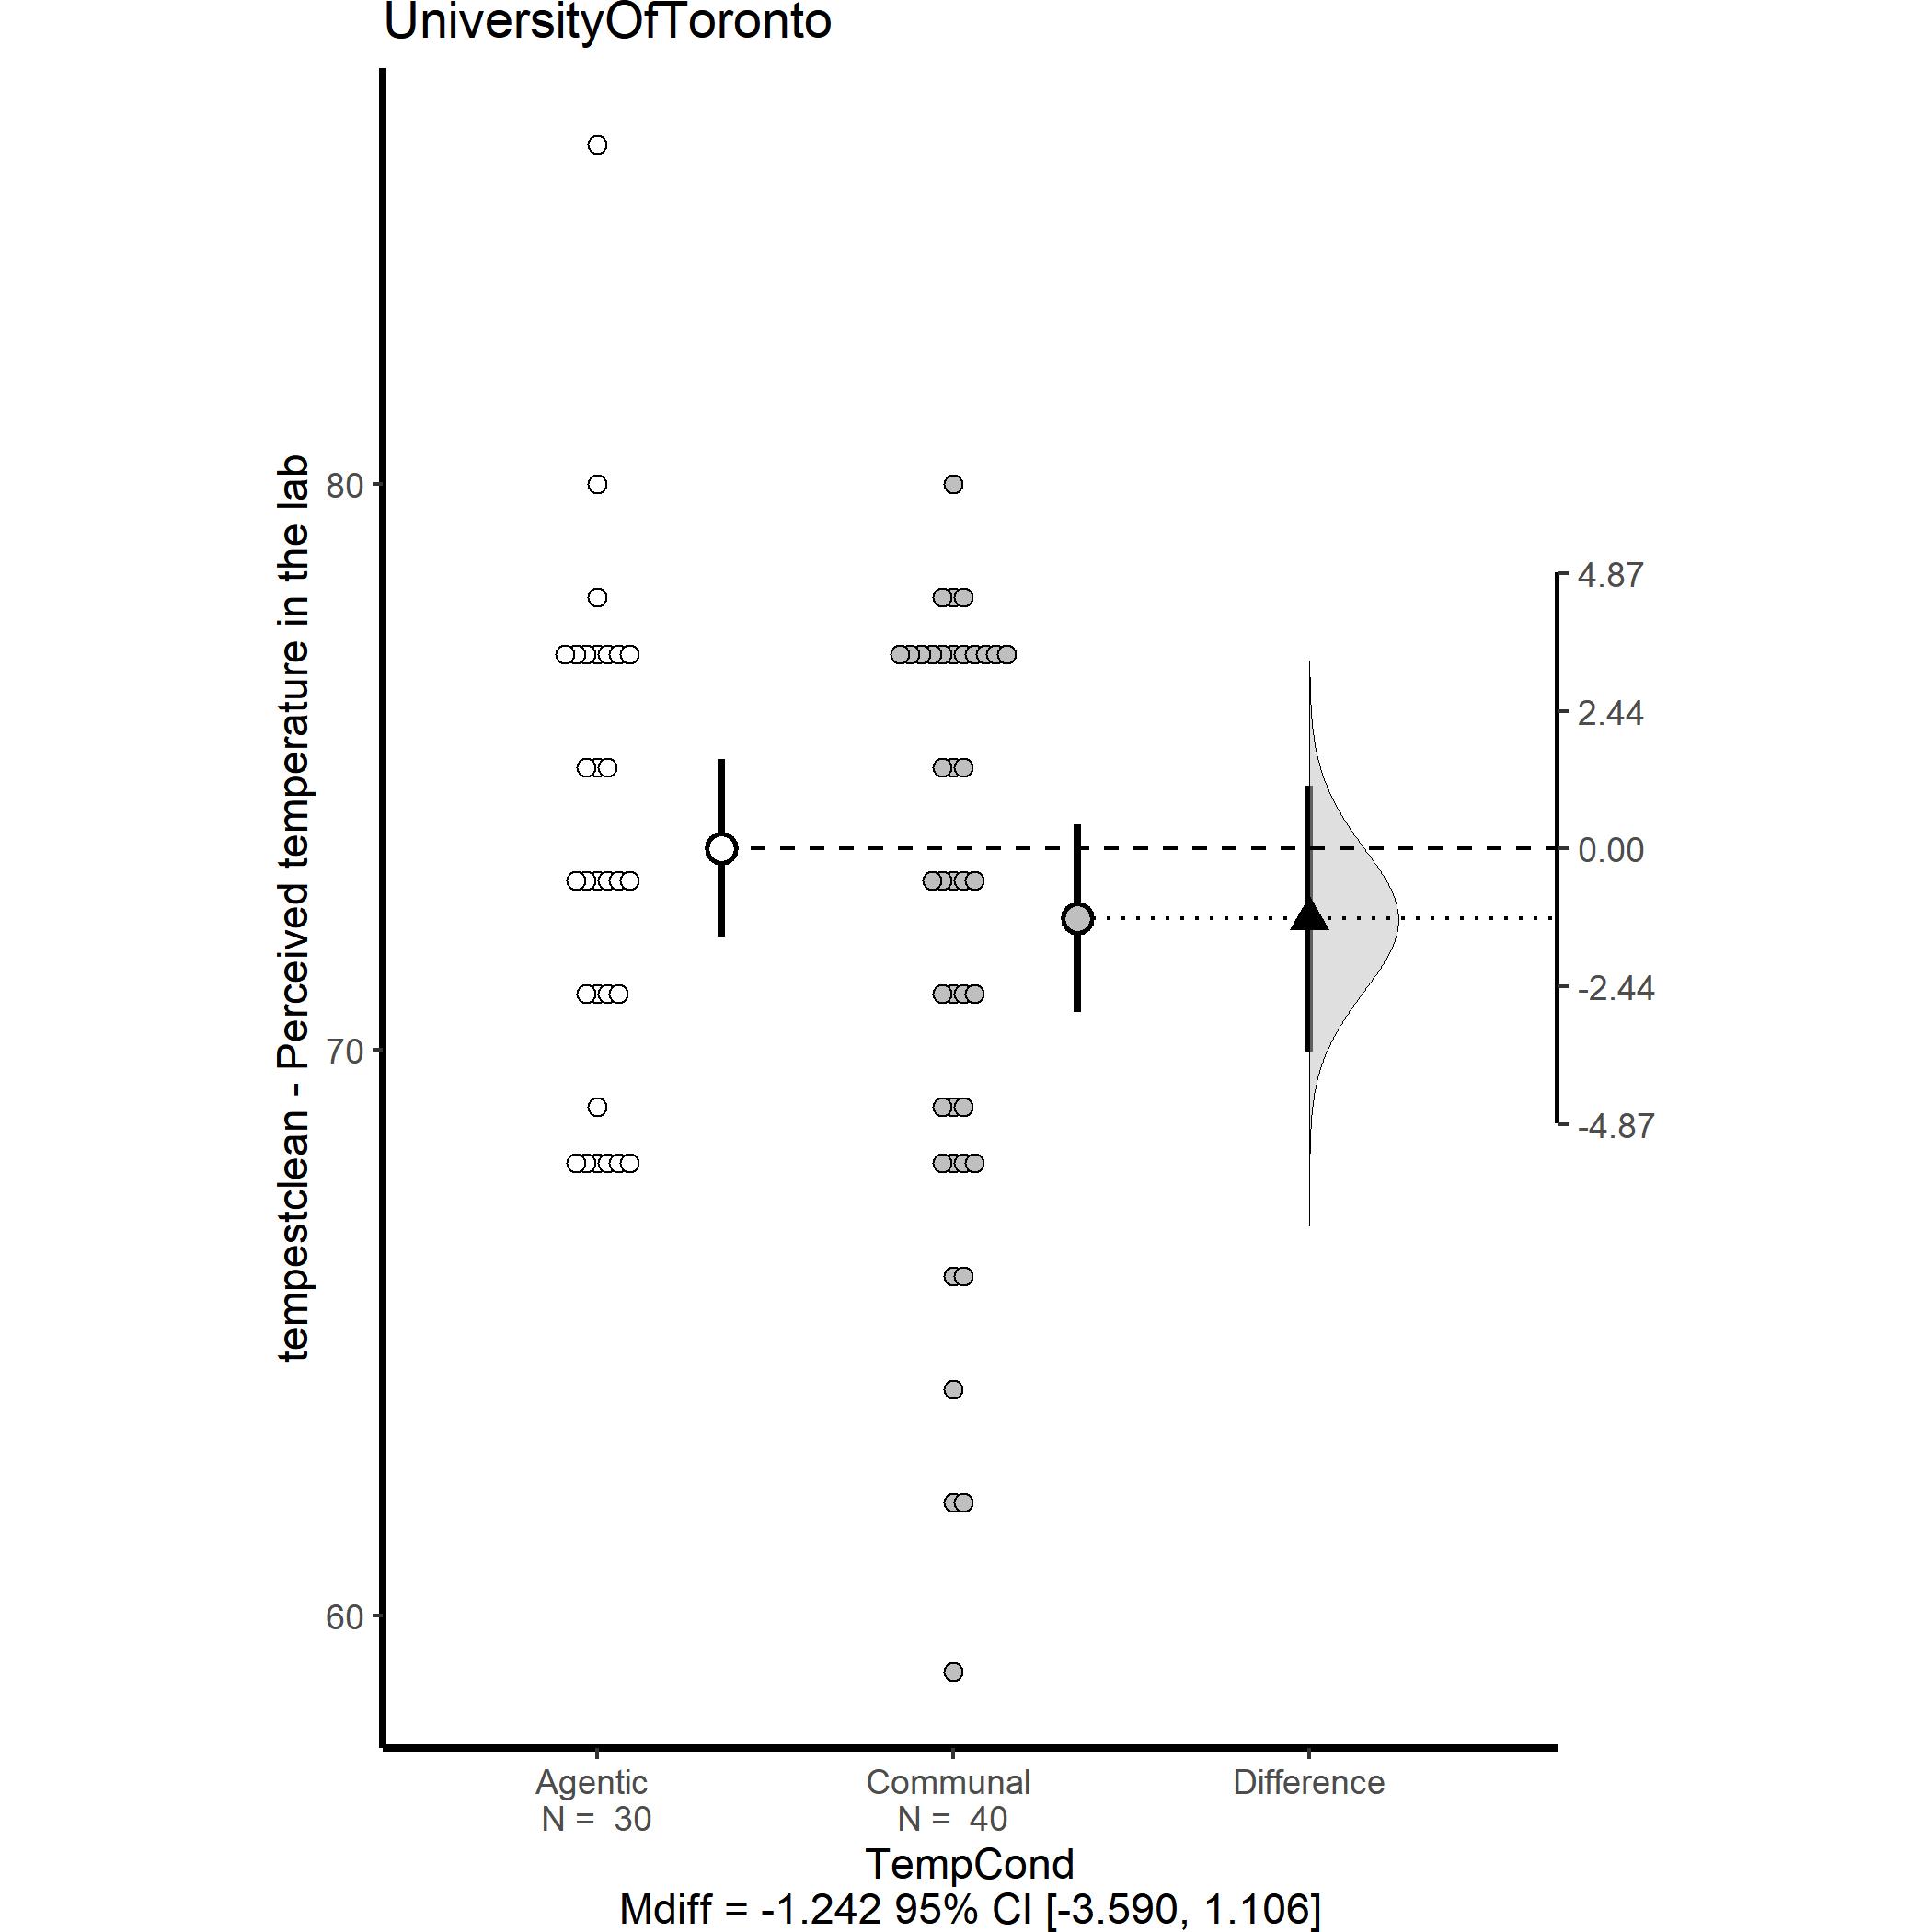 UniversityOfToronto
tempestclean - Perceived temperature in the lab
80
70
60
4.87
2.44
0.00
-2.44
-4.87
Agentic
N =  30
Communal
N =  40
Difference
TempCond
Mdiff = -1.242 95% CI [-3.590, 1.106]